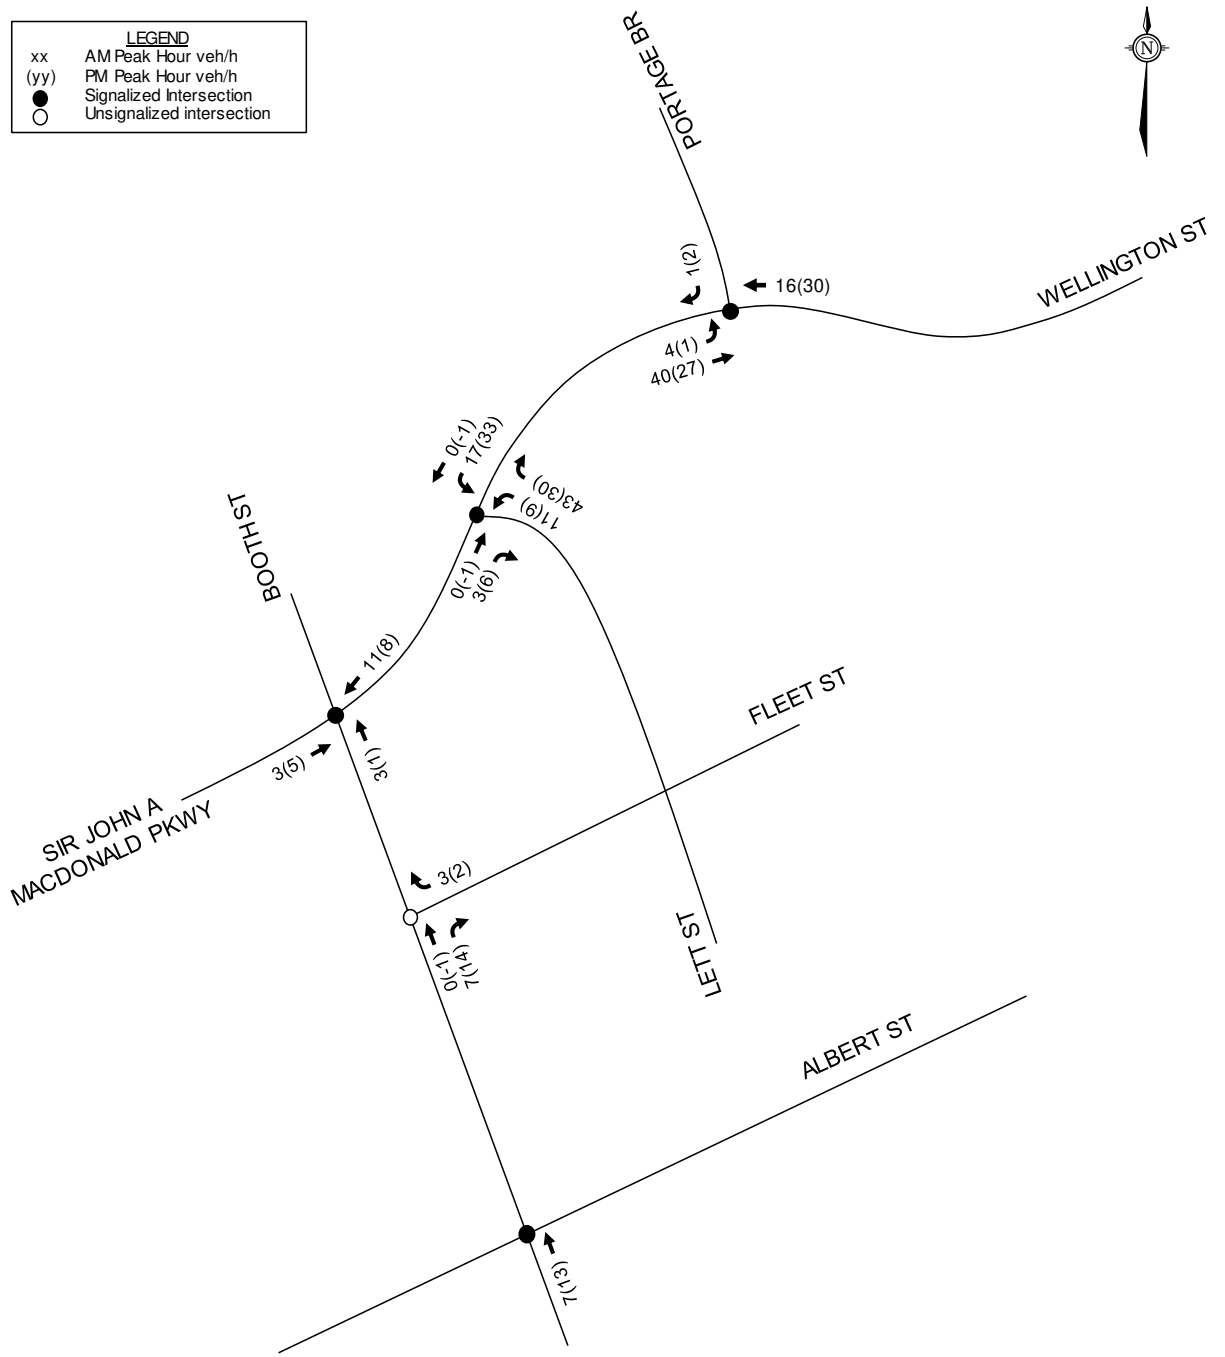 LEGEND
xx AM Peak Hour veh/h
(yy) PM Peak Hour veh/h
Signalized Intersection
Unsignalized intersection
N
PORTAGE BR
WELLINGTON ST
1(2)
16(30)
4(1)
40(27)
0(-1)
17(33)
43(30)
11(9)
BOOTH ST
0(-1)
3(6)
11(8)
3(5)
3(1)
FLEET ST
SIR JOHN A
MACDONALD PKWY
3(2)
0(-1)
7(14)
LETT ST
ALBERT ST
7(13)